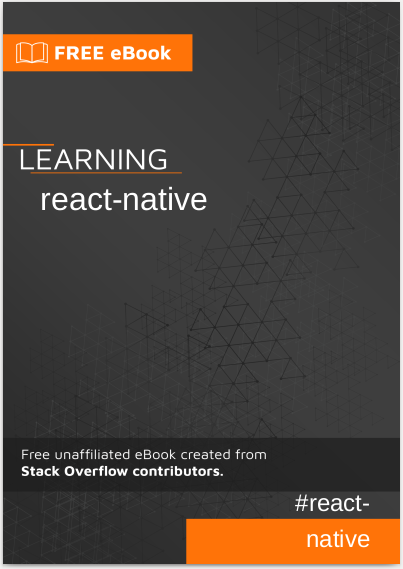 FREE eBook
LEARNING
react-native
Free unaffiliated eBook created from
Stack Overflow contributors.
#react-
native